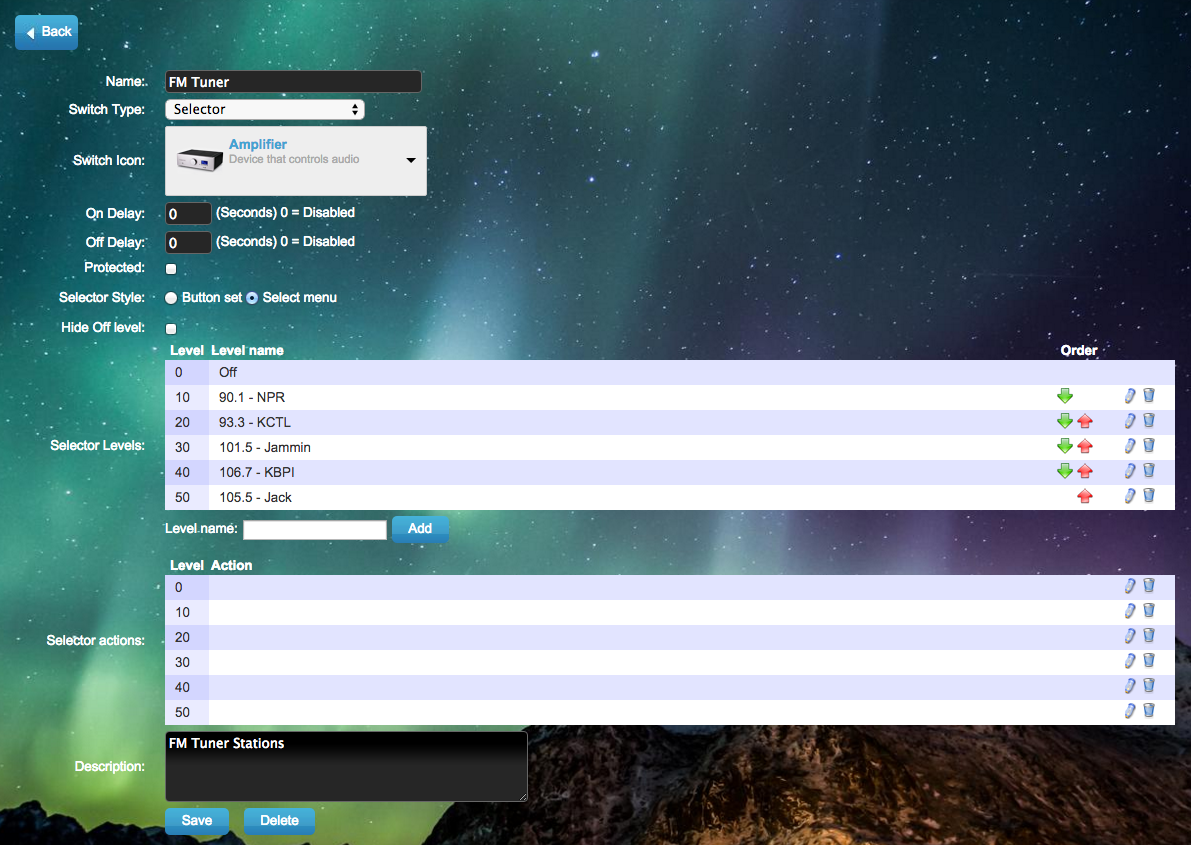 Back
Name:
FM Tuner
Switch Type:
Selector
Switch Icon:
Amplifier
Device that controls audio
On Delay:
0
(Seconds) 0 = Disabled
Off Delay:
0
(Seconds) 0 = Disabled
Protected:
Selector Style:
Button set
Select menu
Hide Off level:
Selector Levels:
Level Level name Order
0 Off
10 90.1 - NPR
20 93.3 - KCTL
30 101.5 - Jammin
40 106.7 - KBPI
50 105.5 - Jack
Level name:
Add
Selector actions:
Level Action
0
10
20
30
40
50
Description:
FM Tuner Stations
Save
Delete